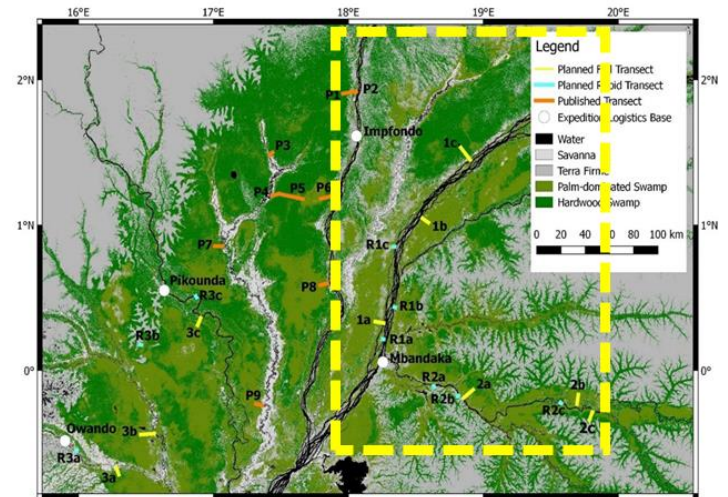 16°E 17°E 18°E 19°E 20°E
2°N
1°N
0°N
Legend
Planned Full Transect
Planned Rapid Transect
Published Transect
Expedition Logistics Base
Water
Savanna
Terra Firme
Palm-dominated Swamp
Hardwood Swamp
0 20 40 60 80 100 km
P1
P2
Impfondo
P3
1c
P4
P5
P6
1b
P7
R1c
Pikounda
P8
R3c
R1b
3c
1a
R3b
R1a
Mbandaka
R2a
2a
R2b
2b
R2c
2c
P9
Owando
3b
R3a
3a